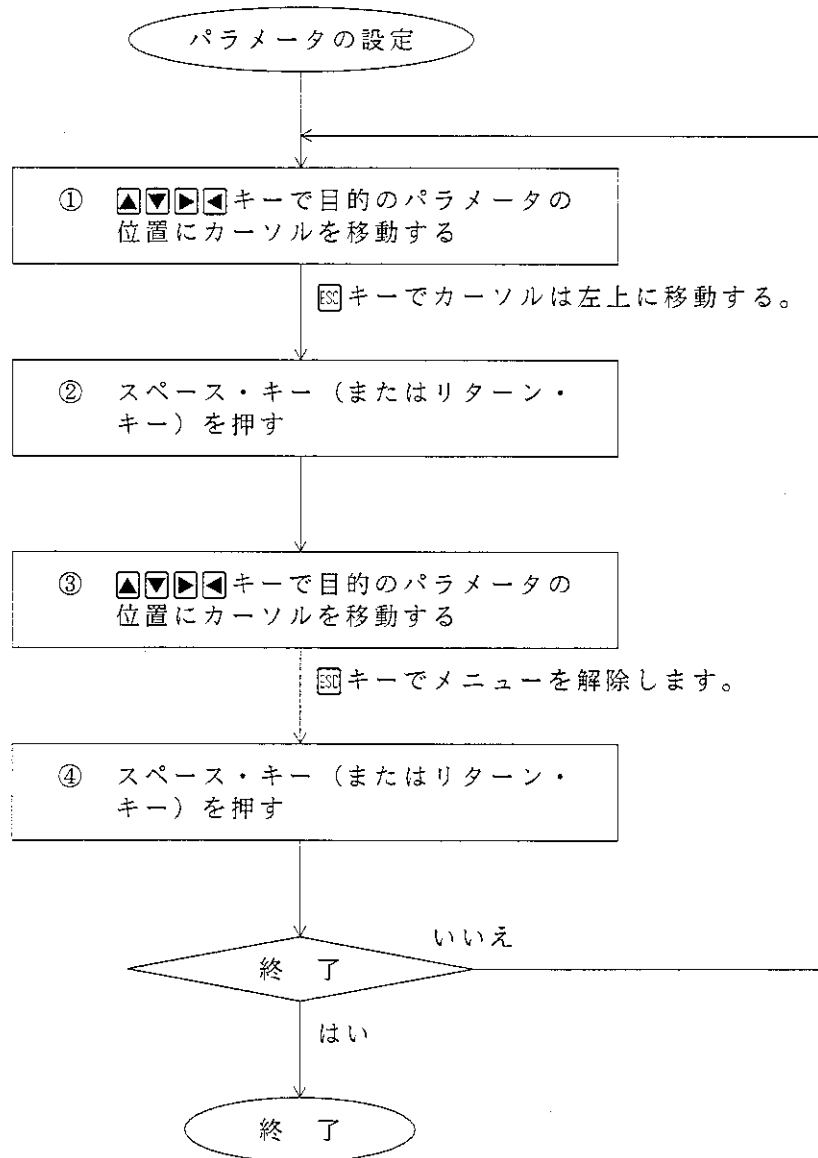 パラメータの設定
① ▲▼▶◀キーで目的のパラメータの
位置にカーソルを移動する
ESCキーでカーソルは左上に移動する。
② スペース・キー（またはリターン・
キー）を押す
③ ▲▼▶◀キーで目的のパラメータの
位置にカーソルを移動する
ESCキーでメニューを解除します。
④ スペース・キー（またはリターン・
キー）を押す
いいえ
終 了
はい
終 了